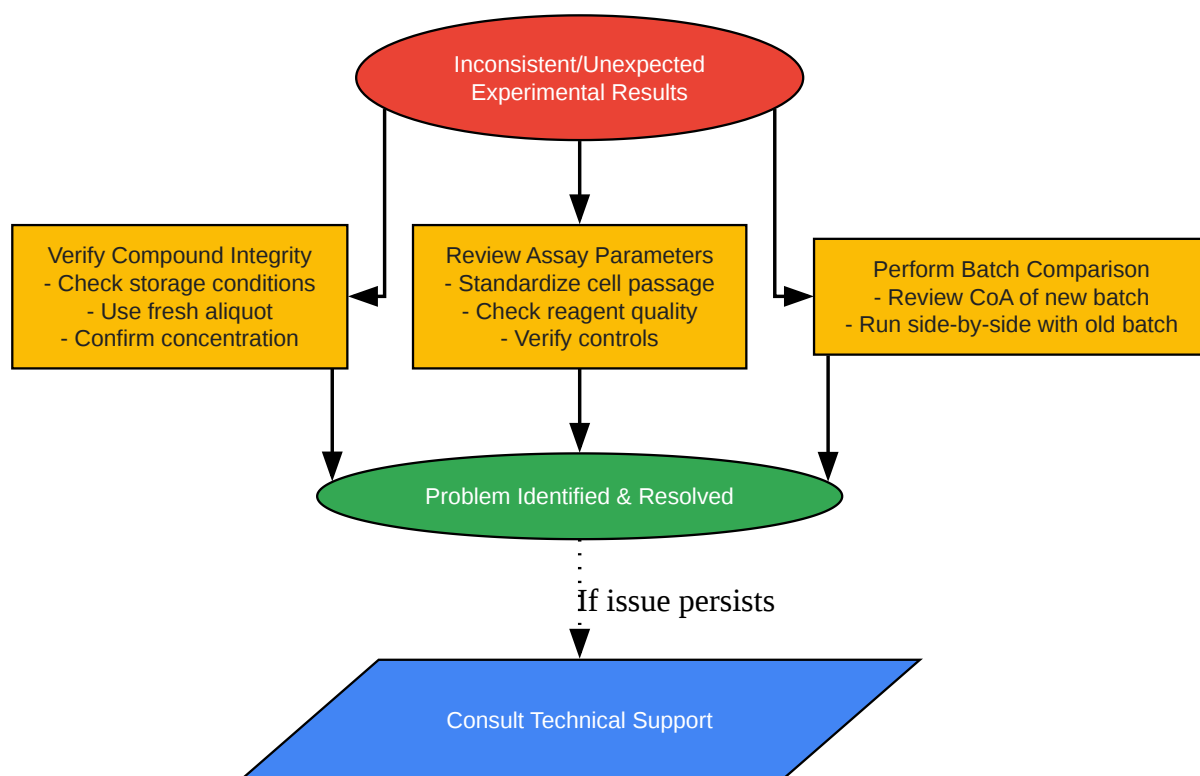 Inconsistent/Unexpected
Experimental Results
Verify Compound Integrity
- Check storage conditions
- Use fresh aliquot
- Confirm concentration
Review Assay Parameters
- Standardize cell passage
- Check reagent quality
- Verify controls
Perform Batch Comparison
- Review CoA of new batch
- Run side-by-side with old batch
Problem Identified & Resolved
If issue persists
Consult Technical Support